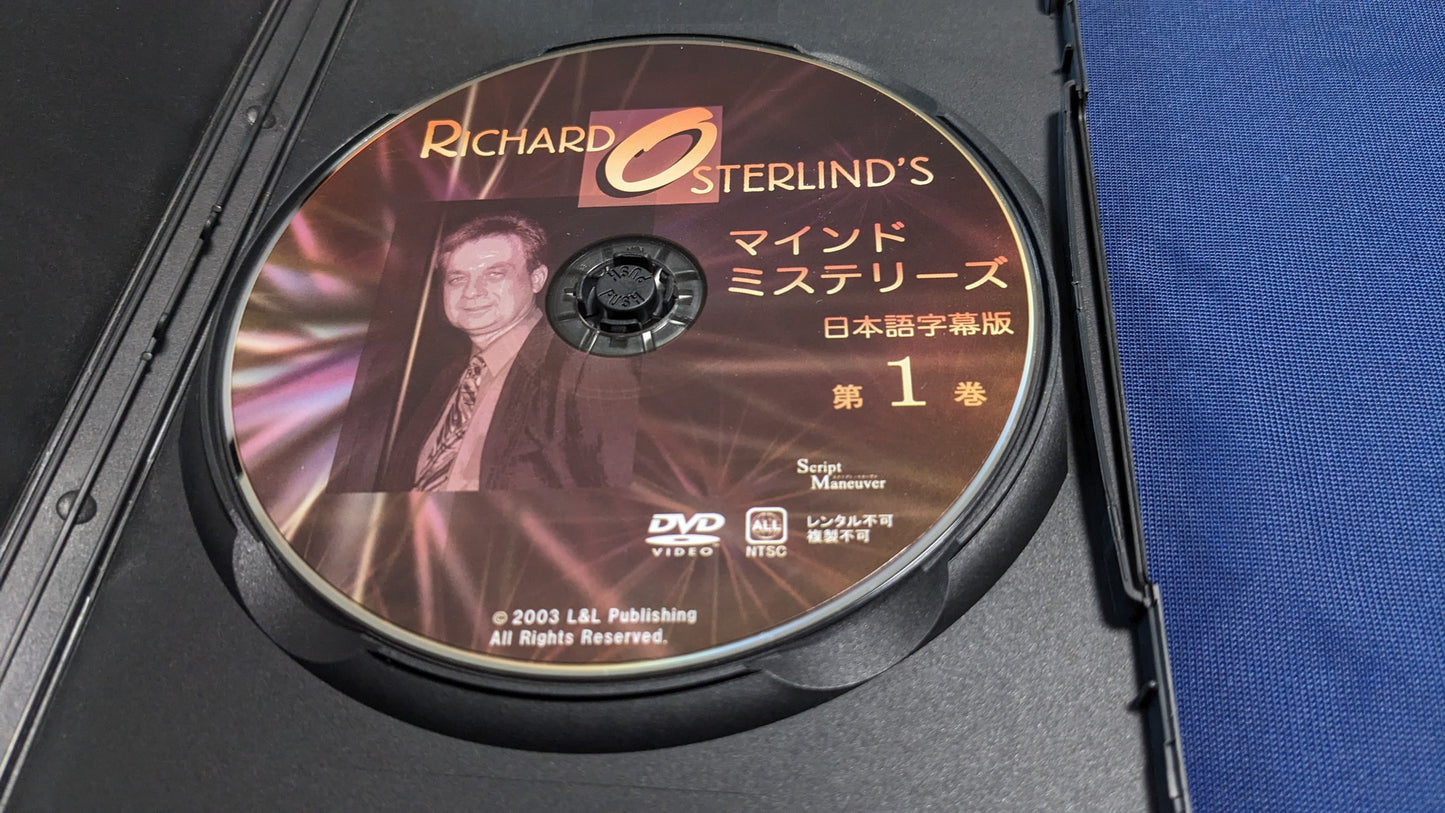 RICHARD OSTERLIND'S
マインド
ミステリーズ
日本語字幕版
第 1 巻
PUSH
PUSH
Script
Maneuver
DVD
VIDEO
ALL
NTSC
レンタル不可
複製不可
© 2003 L&L Publishing
All Rights Reserved.